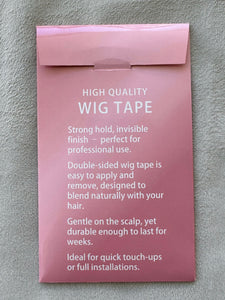 HIGH QUALITY
WIG TAPE
Strong hold, invisible
finish – perfect for
professional use.
Double-sided wig tape is
easy to apply and
remove, designed to
blend naturally with your
hair.
Gentle on the scalp, yet
durable enough to last for
weeks.
Ideal for quick touch-ups
or full installations.